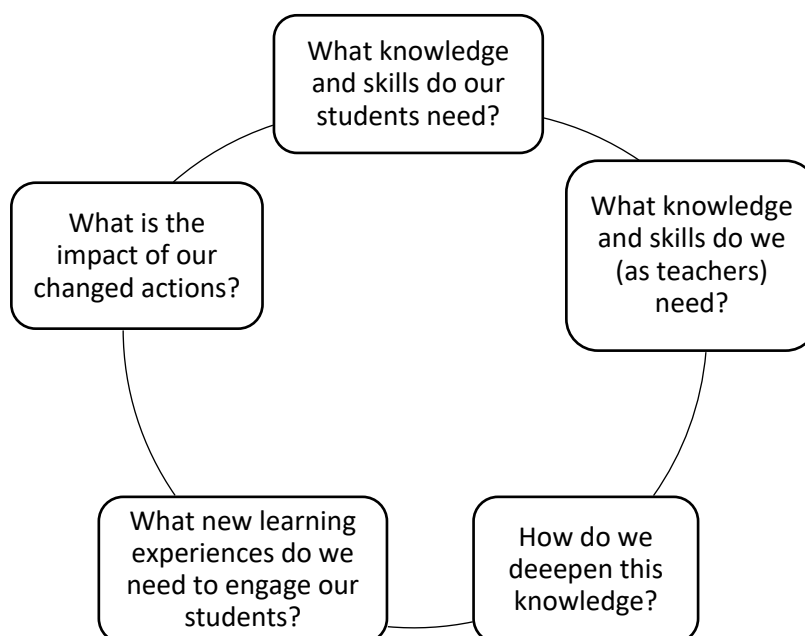 What knowledge
and skills do our
students need?
What knowledge
and skills do we
(as teachers)
need?
How do we
deeepen this
knowledge?
What new learning
experiences do we
need to engage our
students?
What is the
impact of our
changed actions?